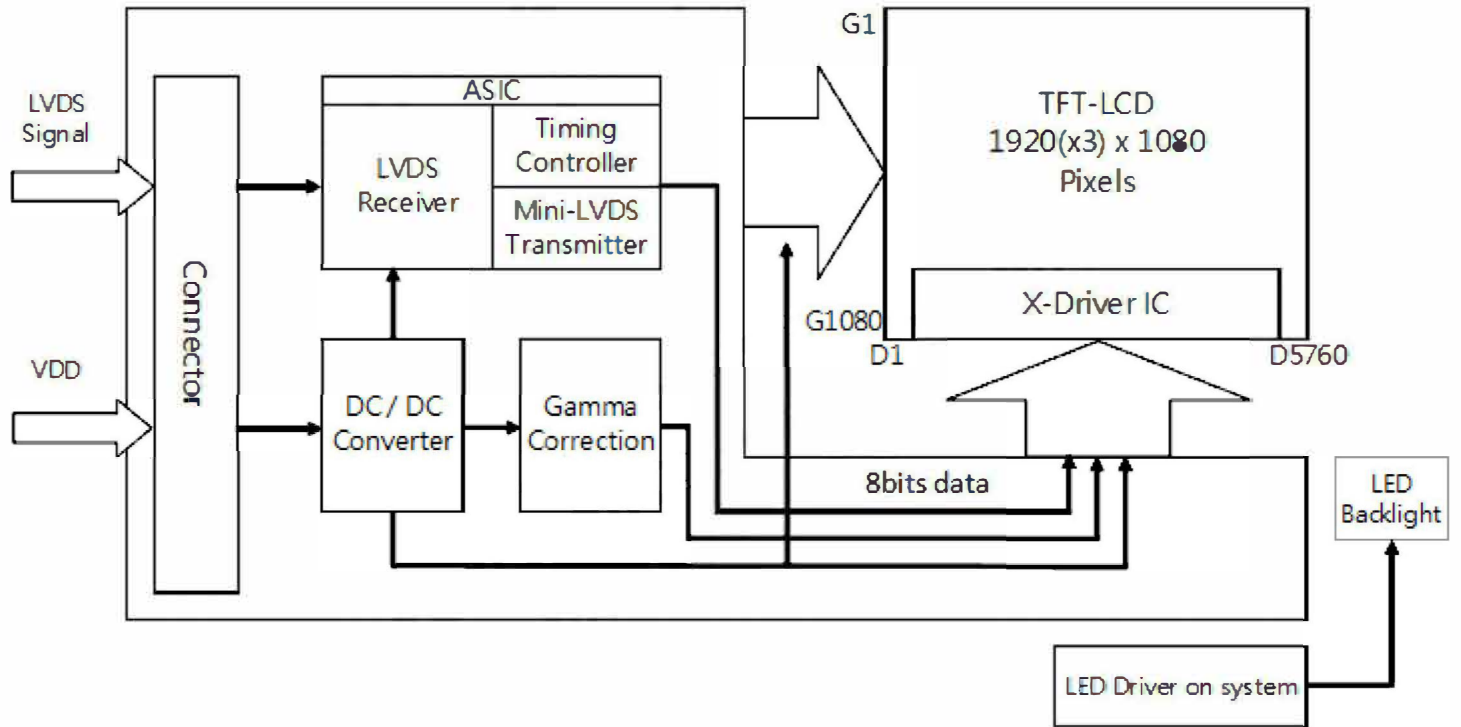 G1
TFT-LCD
1920(x3) x 1080
Pixels
LVDS
Signal
ASIC
LVDS
Receiver
Timing
Controller
Mini-LVDS
Transmitter
Connector
G1080
X-Driver IC
D1
D5760
VDD
DC/ DC
Converter
Gamma
Correction
8bits data
LED
Backlight
LED Driver on system